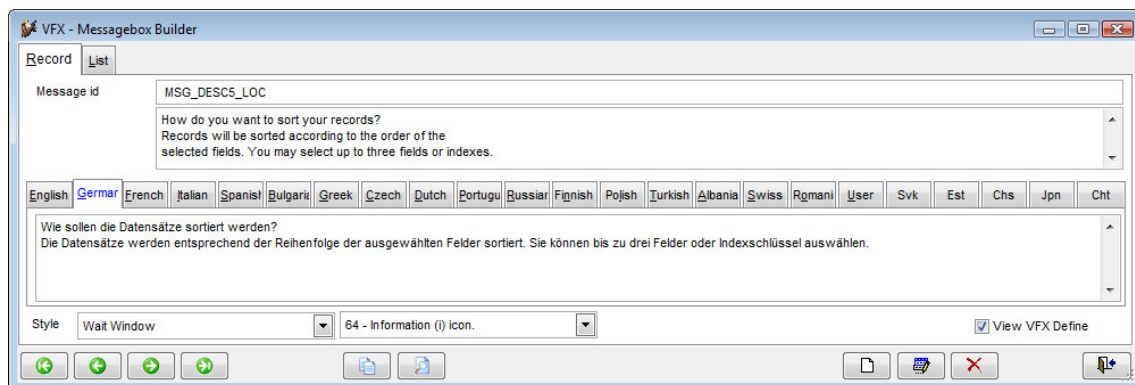 VFX - Messagebox Builder
Record List
Message id MSG_DESC5_LOC
How do you want to sort your records?
Records will be sorted according to the order of the
selected fields. You may select up to three fields or indexes.
English Germar French Italian Spanish Bulgaria Greek Czech Dutch Portugu Russian Finnish Polish Turkish Albania Swiss Romani User Svk Est Chs Jpn Cht
Wie sollen die Datensätze sortiert werden?
Die Datensätze werden entsprechend der Reihenfolge der ausgewählten Felder sortiert. Sie können bis zu drei Felder oder Indexschlüssel auswählen.
Style Wait Window 64 - Information (i) icon. View VFX Define